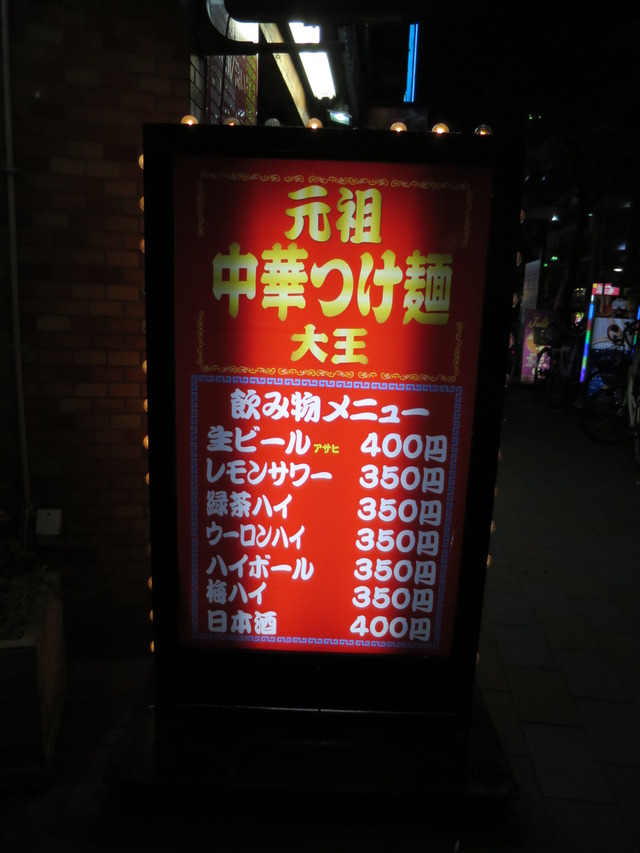 元祖
中華つけ麺
大王
飲み物メニュー
生ビール アサヒ 400円
レモンサワー 350円
緑茶ハイ 350円
ウーロンハイ 350円
ハイボール 350円
梅ハイ 350円
日本酒 400円